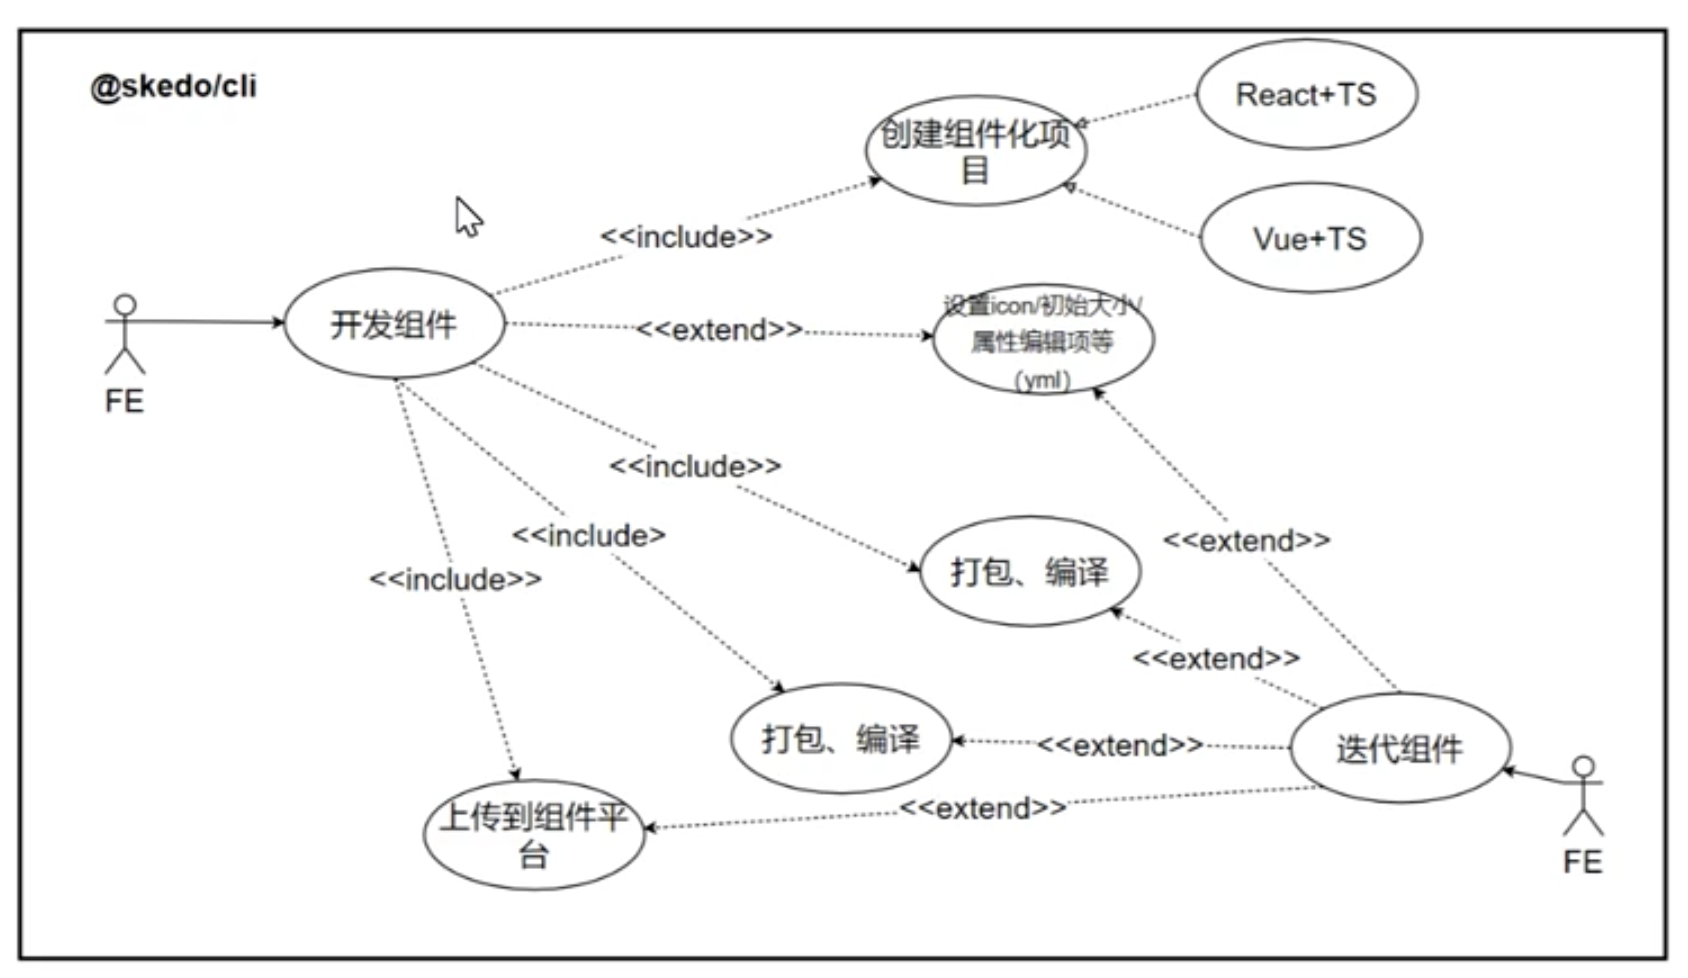 @skedo/cli
React+TS
创建组件化项
目
Vue+TS
<<include>>
设置icon/初始大小/
属性编辑项等
（yml）
开发组件
<<extend>>
FE
<<include>>
<<include>
<<extend>>
打包、编译
<<include>>
<<extend>>
打包、编译
<<extend>>
迭代组件
上传到组件平
台
<<extend>>
FE